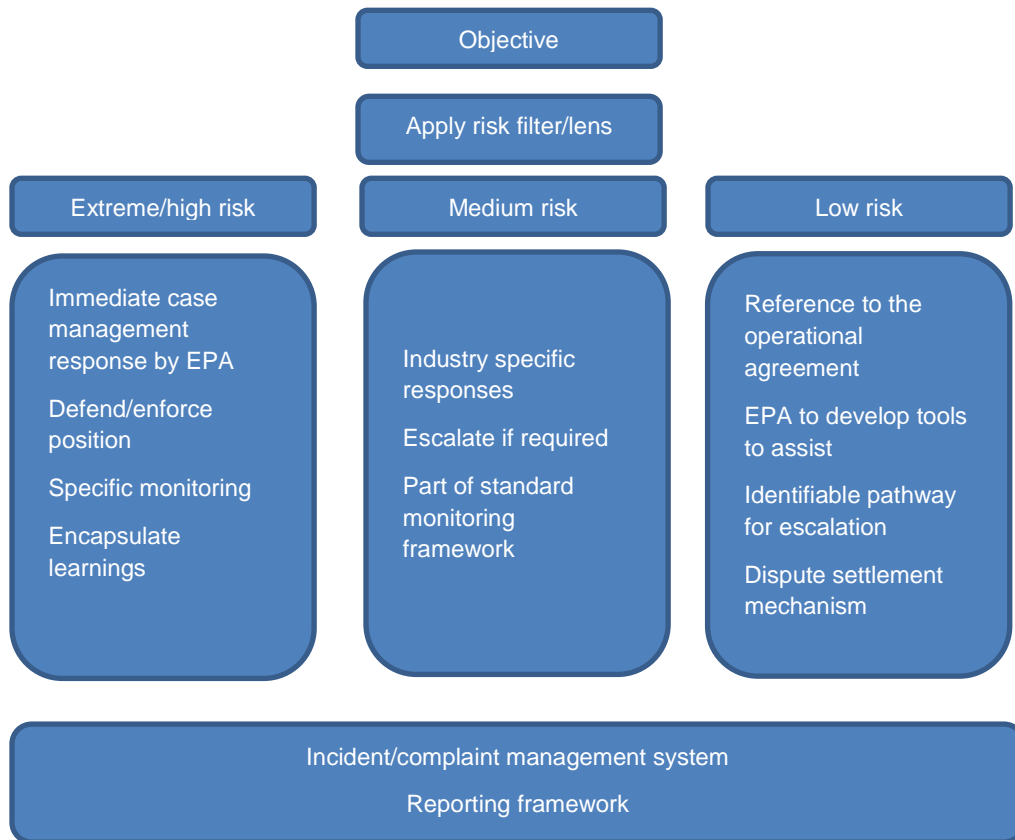 Objective
Apply risk filter/lens
Extreme/high risk
Medium risk
Low risk
Immediate case
management
response by EPA
Defend/enforce
position
Specific monitoring
Encapsulate
learnings
Industry specific
responses
Escalate if required
Part of standard
monitoring
framework
Reference to the
operational
agreement
EPA to develop tools
to assist
Identifiable pathway
for escalation
Dispute settlement
mechanism
Incident/complaint management system
Reporting framework